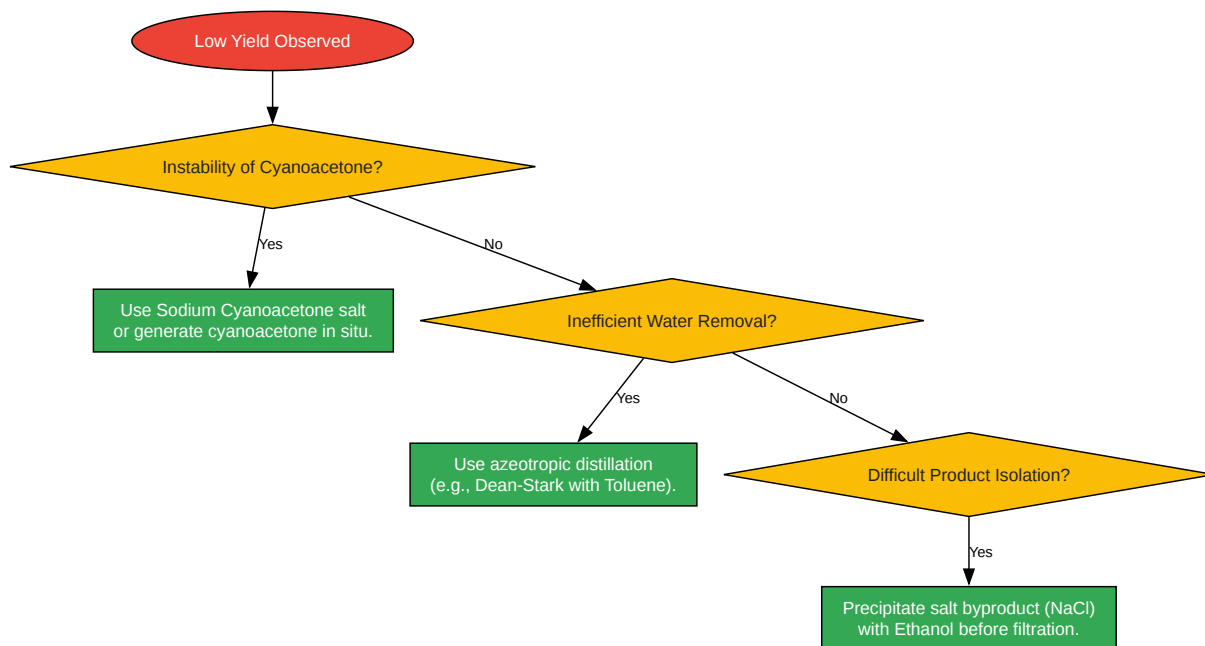 Low Yield Observed
Instability of Cyanoacetone?
Yes
No
Use Sodium Cyanoacetone salt
or generate cyanoacetone in situ.
Inefficient Water Removal?
Yes
No
Use azeotropic distillation
(e.g., Dean-Stark with Toluene).
Difficult Product Isolation?
Yes
Precipitate salt byproduct (NaCl)
with Ethanol before filtration.